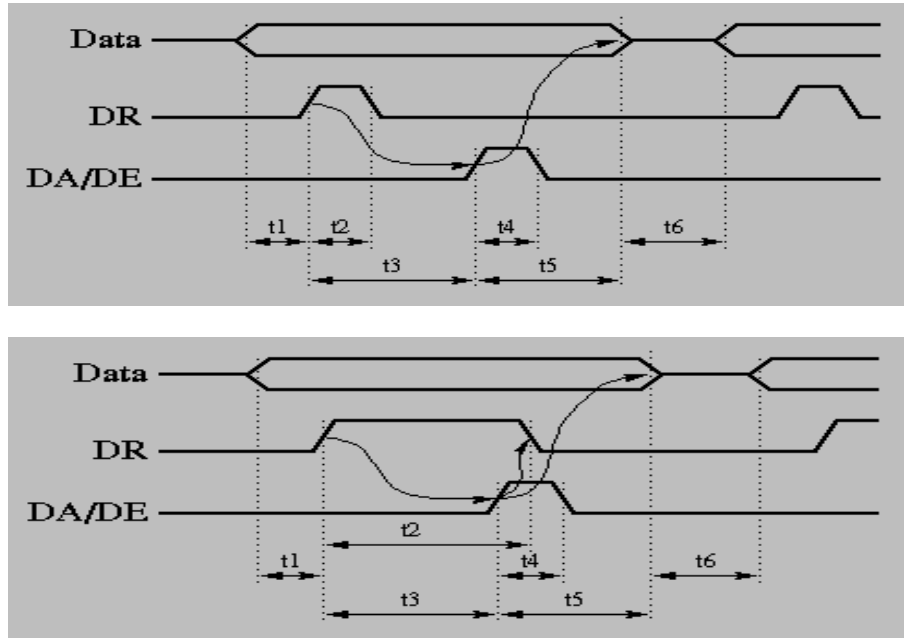 Data
DR
DA/DE
t1 t2 t4 t6
t3 t5
Data
DR
DA/DE
t2
t1 t4 t6
t3 t5